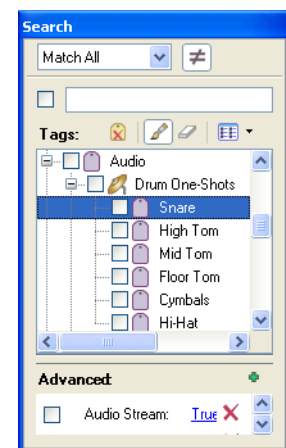 Search
Match All
≠
Tags:
Audio
Drum One-Shots
Snare
High Tom
Mid Tom
Floor Tom
Cymbals
Hi-Hat
Advanced:
Audio Stream: True